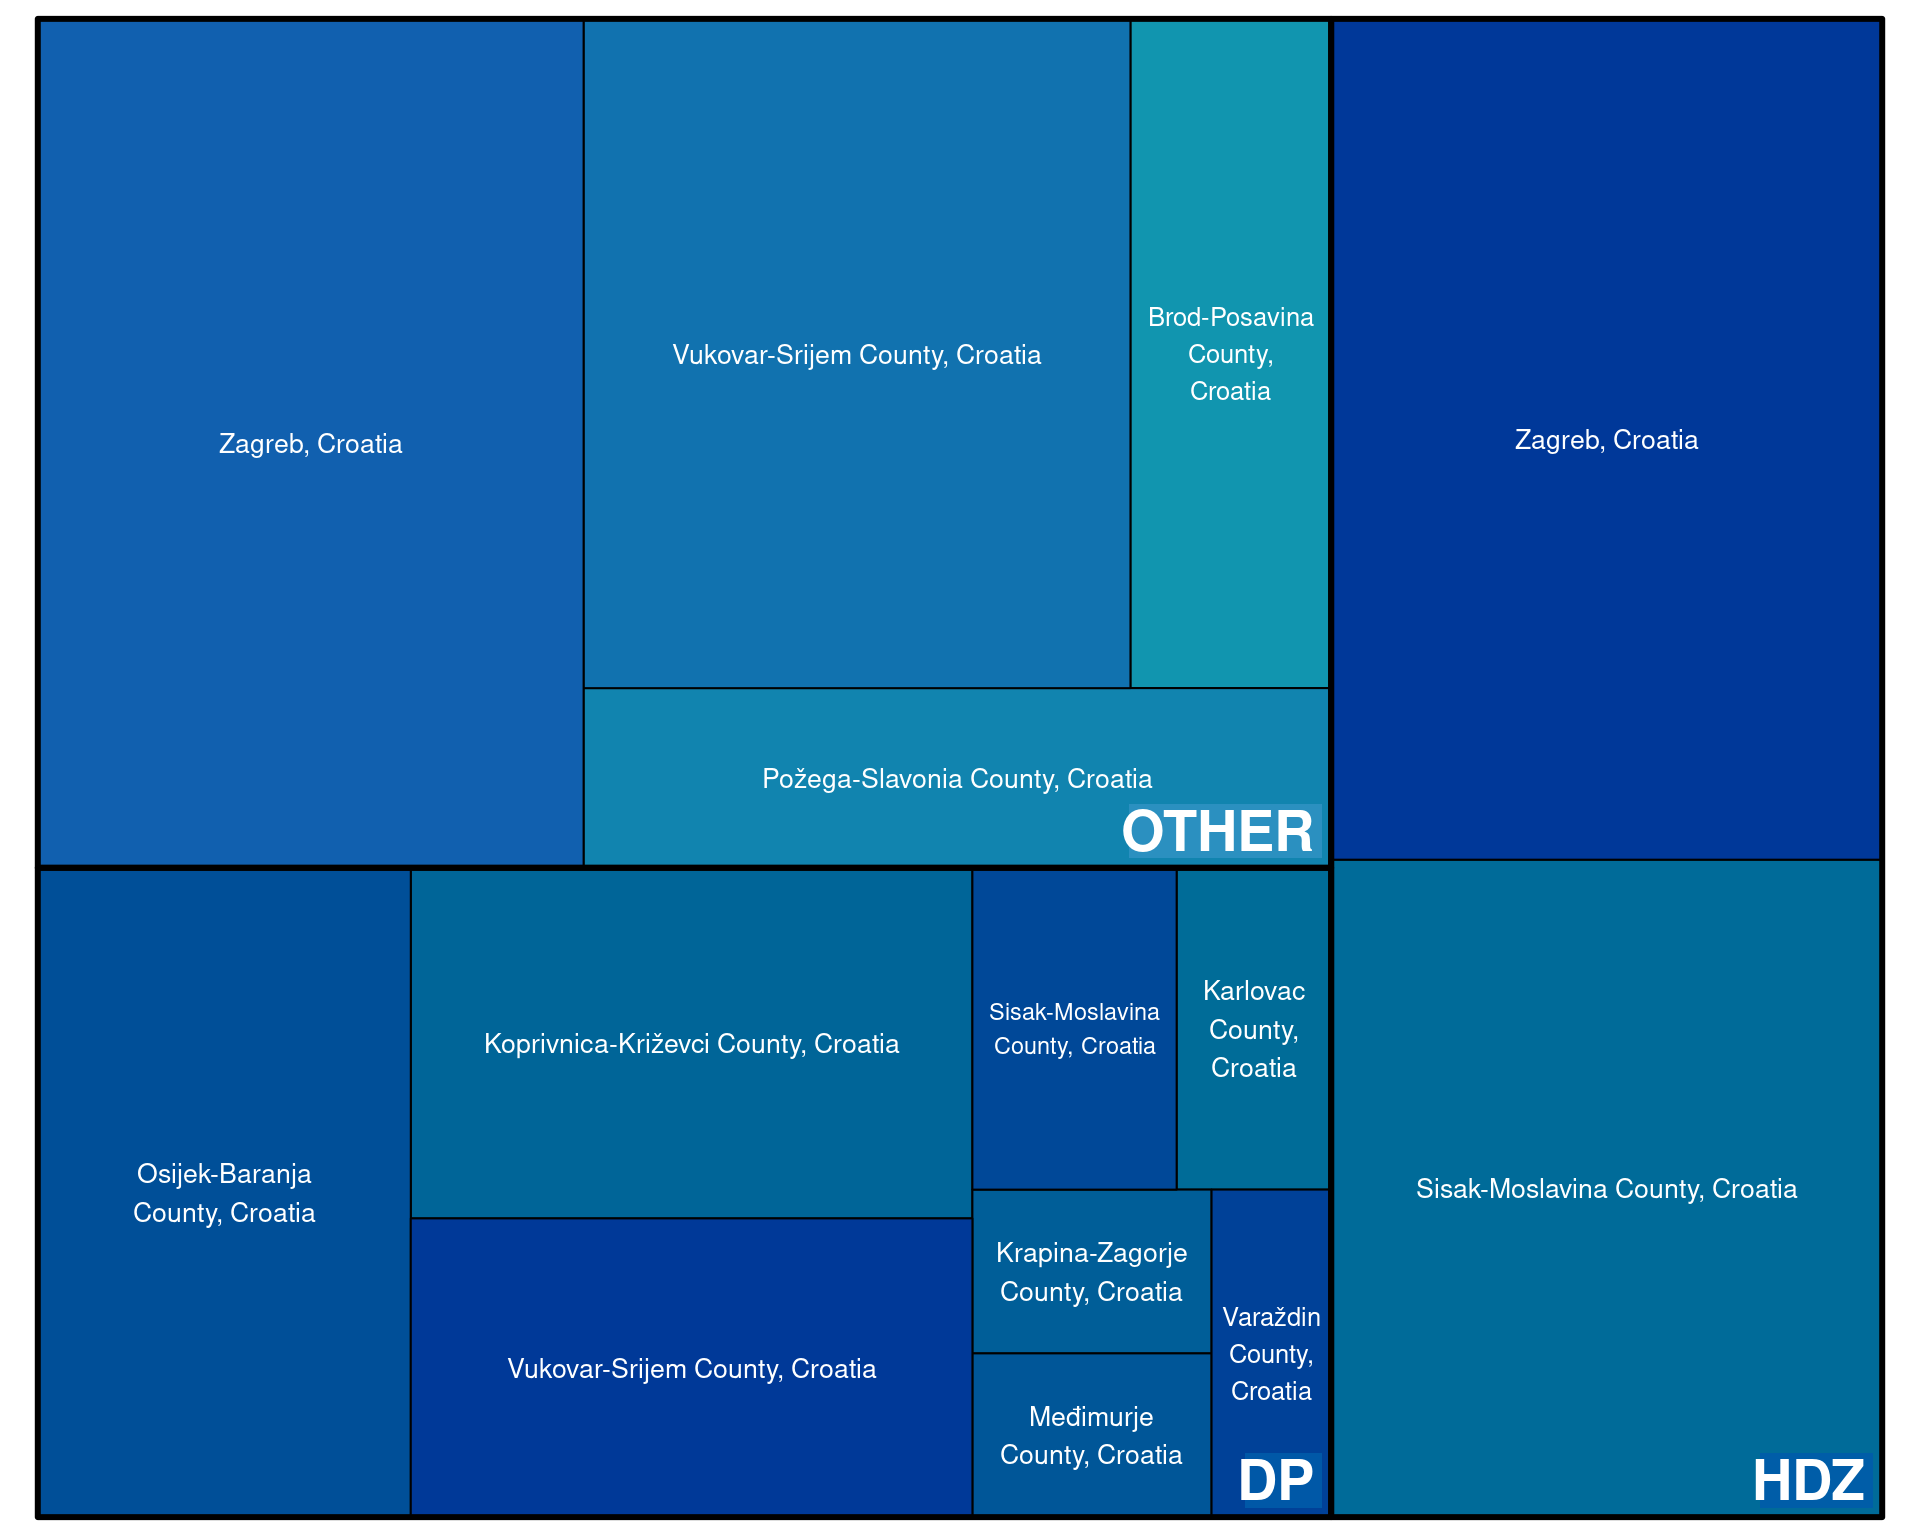 Zagreb, Croatia
Vukovar-Srijem County, Croatia
Brod-Posavina
County,
Croatia
Požega-Slavonia County, Croatia
OTHER
Zagreb, Croatia
Sisak-Moslavina County, Croatia
HDZ
Osijek-Baranja
County, Croatia
Koprivnica-Križevci County, Croatia
Vukovar-Srijem County, Croatia
Sisak-Moslavina
County, Croatia
Karlovac
County,
Croatia
Krapina-Zagorje
County, Croatia
Međimurje
County, Croatia
Varaždin
County,
Croatia
DP